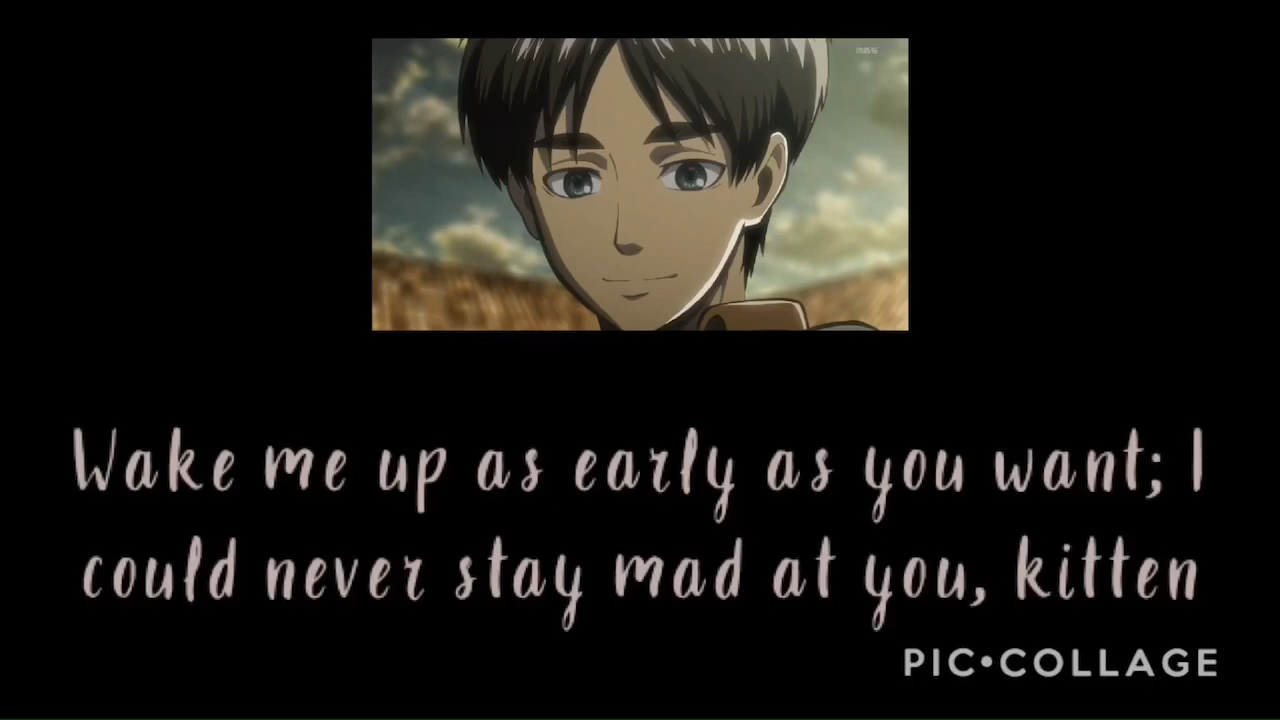 Wake me up as early as you want; I
could never stay mad at you, kitten
PIC•COLLAGE